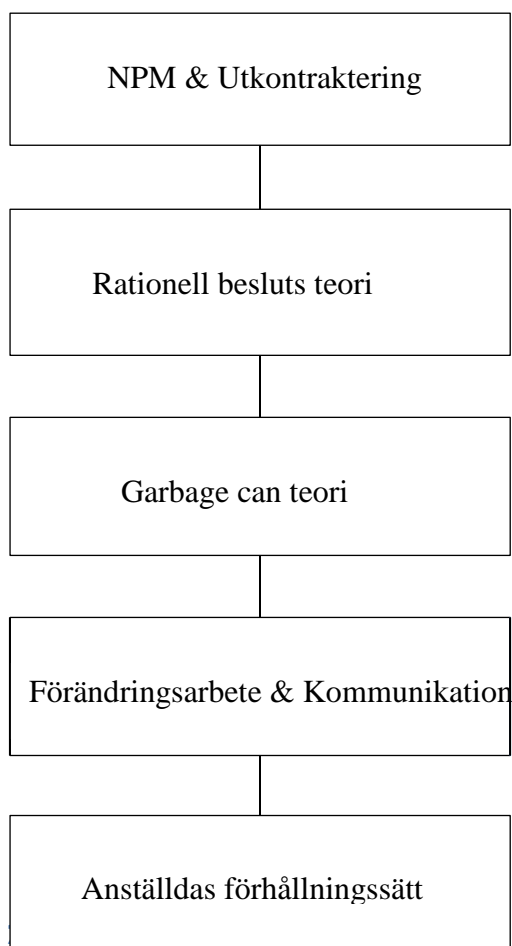 NPM & Utkontraktering
Rationell besluts teori
Garbage can teori
Förändringsarbete & Kommunikation
Anställdas förhållningssätt